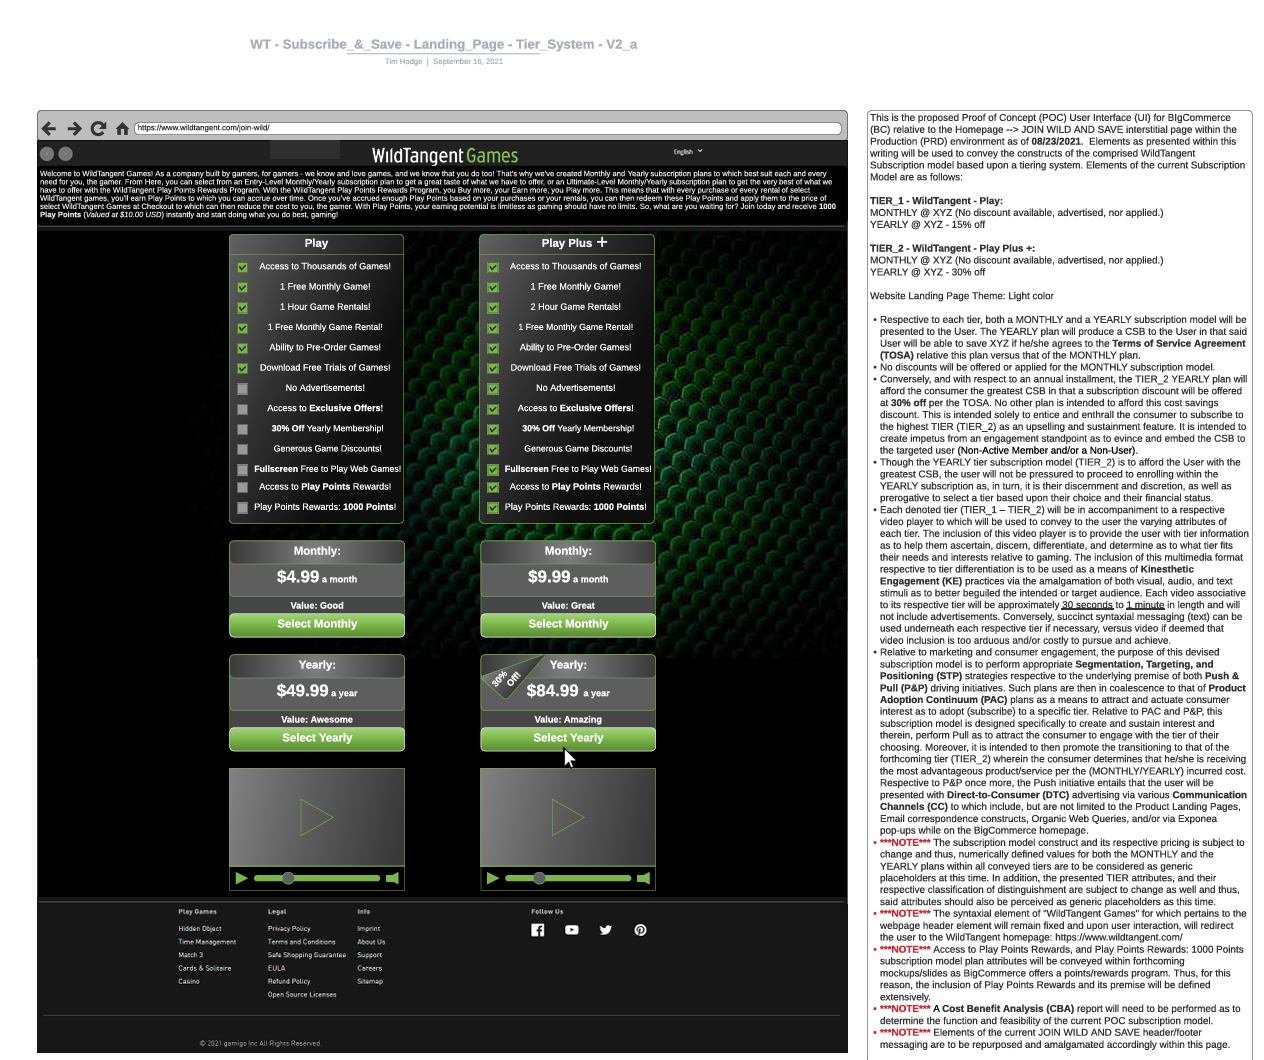 WT - Subscribe_&_Save - Landing_Page - Tier_System - V2_a
Tim Hodge | September 16, 2021
https://www.wildtangent.com/join-wild/
WILDTANGENT GAMES
English
Welcome to WildTangent Games! As a company built by gamers, for gamers - we know and love games, and we know that you do too! That's why we've created Monthly and Yearly subscription plans to which best suit each and every
need for you, the gamer. From Here, you can select from an Entry-Level Monthly/Yearly subscription plan to get a great taste of what we have to offer, or an Ultimate-Level Monthly/Yearly subscription plan to get the very best of what we
have to offer with the WildTangent Play Points Rewards Program. With the WildTangent Play Points Rewards Program, you Buy more, your Earn more, you Play more. This means that with every purchase or every rental of select
WildTangent games, you'll earn Play Points to which you can accrue over time. Once you've accrued enough Play Points based on your purchases or your rentals, you can then redeem these Play Points and apply them to the price of
select WildTangent Games at Checkout to which can then reduce the cost to you, the gamer. With Play Points, your earning potential is limitless as gaming should have no limits. So, what are you waiting for? Join today and receive 1000
Play Points (Valued at $10.00 USD) instantly and start doing what you do best, gaming!
Play
Access to Thousands of Games!
1 Free Monthly Game!
1 Hour Game Rentals!
1 Free Monthly Game Rental!
Ability to Pre-Order Games!
Download Free Trials of Games!
No Advertisements!
Access to Exclusive Offers!
30% Off Yearly Membership!
Generous Game Discounts!
Fullscreen Free to Play Web Games!
Access to Play Points Rewards!
Play Points Rewards: 1000 Points!
Monthly:
$4.99 a month
Value: Good
Select Monthly
Yearly:
$49.99 a year
Value: Awesome
Select Yearly
Play Plus +
Access to Thousands of Games!
1 Free Monthly Game!
2 Hour Game Rentals!
1 Free Monthly Game Rental!
Ability to Pre-Order Games!
Download Free Trials of Games!
No Advertisements!
Access to Exclusive Offers!
30% Off Yearly Membership!
Generous Game Discounts!
Fullscreen Free to Play Web Games!
Access to Play Points Rewards!
Play Points Rewards: 1000 Points!
Monthly:
$9.99 a month
Value: Great
Select Monthly
30% Off!
Yearly:
$84.99 a year
Value: Amazing
Select Yearly
Play Games
Hidden Object
Time Management
Match 3
Cards & Solitaire
Casino
Legal
Privacy Policy
Terms and Conditions
Safe Shopping Guarantee
EULA
Refund Policy
Open Source Licenses
Info
Imprint
About Us
Support
Careers
Sitemap
Follow Us
© 2021 gamigo Inc All Rights Reserved.
This is the proposed Proof of Concept (POC) User Interface (UI) for BIgCommerce
(BC) relative to the Homepage --> JOIN WILD AND SAVE interstitial page within the
Production (PRD) environment as of 08/23/2021. Elements as presented within this
writing will be used to convey the constructs of the comprised WildTangent
Subscription model based upon a tiering system. Elements of the current Subscription
Model are as follows:
TIER_1 - WildTangent - Play:
MONTHLY @ XYZ (No discount available, advertised, nor applied.)
YEARLY @ XYZ - 15% off
TIER_2 - WildTangent - Play Plus +:
MONTHLY @ XYZ (No discount available, advertised, nor applied.)
YEARLY @ XYZ - 30% off
Website Landing Page Theme: Light color
• Respective to each tier, both a MONTHLY and a YEARLY subscription model will be
presented to the User. The YEARLY plan will produce a CSB to the User in that said
User will be able to save XYZ if he/she agrees to the Terms of Service Agreement
(TOSA) relative this plan versus that of the MONTHLY plan.
• No discounts will be offered or applied for the MONTHLY subscription model.
• Conversely, and with respect to an annual installment, the TIER_2 YEARLY plan will
afford the consumer the greatest CSB in that a subscription discount will be offered
at 30% off per the TOSA. No other plan is intended to afford this cost savings
discount. This is intended solely to entice and enthrall the consumer to subscribe to
the highest TIER (TIER_2) as an upselling and sustainment feature. It is intended to
create impetus from an engagement standpoint as to evince and embed the CSB to
the targeted user (Non-Active Member and/or a Non-User).
• Though the YEARLY tier subscription model (TIER_2) is to afford the User with the
greatest CSB, the user will not be pressured to proceed to enrolling within the
YEARLY subscription as, in turn, it is their discernment and discretion, as well as
prerogative to select a tier based upon their choice and their financial status.
• Each denoted tier (TIER_1 – TIER_2) will be in accompaniment to a respective
video player to which will be used to convey to the user the varying attributes of
each tier. The inclusion of this video player is to provide the user with tier information
as to help them ascertain, discern, differentiate, and determine as to what tier fits
their needs and interests relative to gaming. The inclusion of this multimedia format
respective to tier differentiation is to be used as a means of Kinesthetic
Engagement (KE) practices via the amalgamation of both visual, audio, and text
stimuli as to better beguiled the intended or target audience. Each video associative
to its respective tier will be approximately 30 seconds to 1 minute in length and will
not include advertisements. Conversely, succinct syntaxial messaging (text) can be
used underneath each respective tier if necessary, versus video if deemed that
video inclusion is too arduous and/or costly to pursue and achieve.
• Relative to marketing and consumer engagement, the purpose of this devised
subscription model is to perform appropriate Segmentation, Targeting, and
Positioning (STP) strategies respective to the underlying premise of both Push &
Pull (P&P) driving initiatives. Such plans are then in coalescence to that of Product
Adoption Continuum (PAC) plans as a means to attract and actuate consumer
interest as to adopt (subscribe) to a specific tier. Relative to PAC and P&P, this
subscription model is designed specifically to create and sustain interest and
therein, perform Pull as to attract the consumer to engage with the tier of their
choosing. Moreover, it is intended to then promote the transitioning to that of the
forthcoming tier (TIER_2) wherein the consumer determines that he/she is receiving
the most advantageous product/service per the (MONTHLY/YEARLY) incurred cost.
Respective to P&P once more, the Push initiative entails that the user will be
presented with Direct-to-Consumer (DTC) advertising via various Communication
Channels (CC) to which include, but are not limited to the Product Landing Pages,
Email correspondence constructs, Organic Web Queries, and/or via Exponea
pop-ups while on the BigCommerce homepage.
• ***NOTE*** The subscription model construct and its respective pricing is subject to
change and thus, numerically defined values for both the MONTHLY and the
YEARLY plans within all conveyed tiers are to be considered as generic
placeholders at this time. In addition, the presented TIER attributes, and their
respective classification of distinguishment are subject to change as well and thus,
said attributes should also be perceived as generic placeholders as this time.
• ***NOTE*** The syntaxial element of "WildTangent Games" for which pertains to the
webpage header element will remain fixed and upon user interaction, will redirect
the user to the WildTangent homepage: https://www.wildtangent.com/
• ***NOTE*** Access to Play Points Rewards, and Play Points Rewards: 1000 Points
subscription model plan attributes will be conveyed within forthcoming
mockups/slides as BigCommerce offers a points/rewards program. Thus, for this
reason, the inclusion of Play Points Rewards and its premise will be defined
extensively.
• ***NOTE*** A Cost Benefit Analysis (CBA) report will need to be performed as to
determine the function and feasibility of the current POC subscription model.
• ***NOTE*** Elements of the current JOIN WILD AND SAVE header/footer
messaging are to be repurposed and amalgamated accordingly within this page.